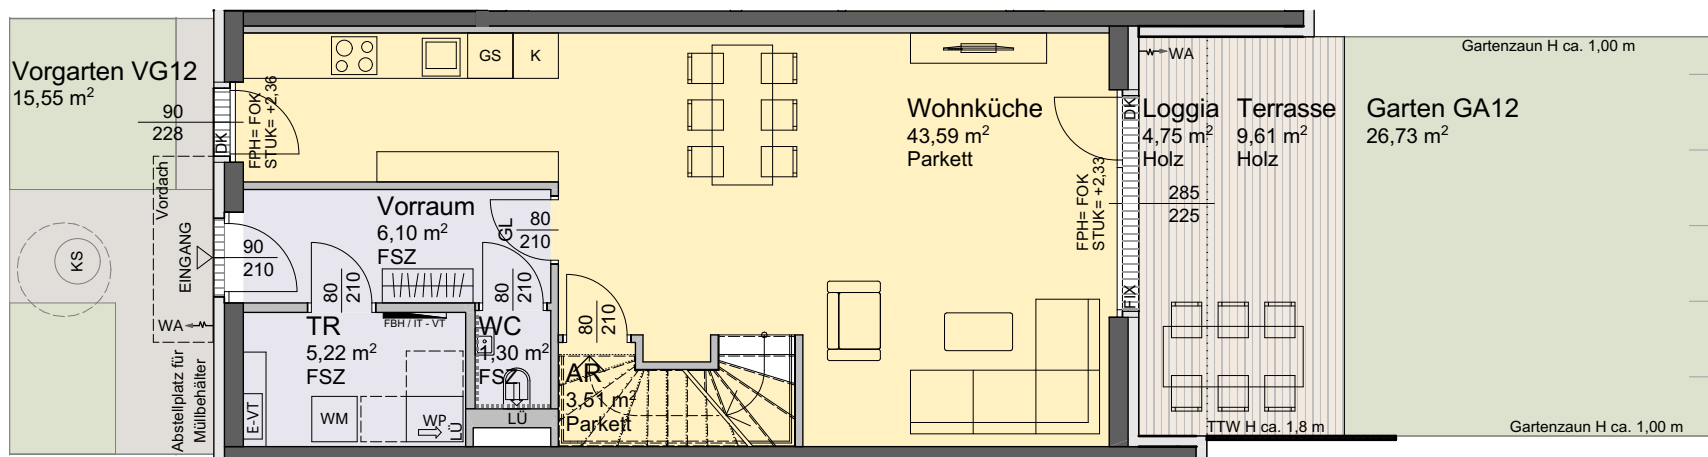 Vorgarten VG12
15,55 m²
90
228
DK
FPH= FOK
STUK= +2,36
GS
K
Wohnküche
43,59 m²
Parkett
WA
DK
Loggia
4,75 m²
Holz
Terrasse
9,61 m²
Holz
Gartenzaun H ca. 1,00 m
Garten GA12
26,73 m²
FPH= FOK
STUK= +2,33
285
225
FIX
Vordach
EINGANG
KS
WA
Abstellplatz für
Müllbehälter
90
210
Vorraum
6,10 m²
FSZ
GL
80
210
80
210
80
210
80
210
TR
5,22 m²
FSZ
FBH / IT - VT
WC
1,30 m²
FSZ
AR
3,51 m²
Parkett
E-VT
WM
WP
LÜ
LÜ
TTW H ca. 1,8 m
Gartenzaun H ca. 1,00 m